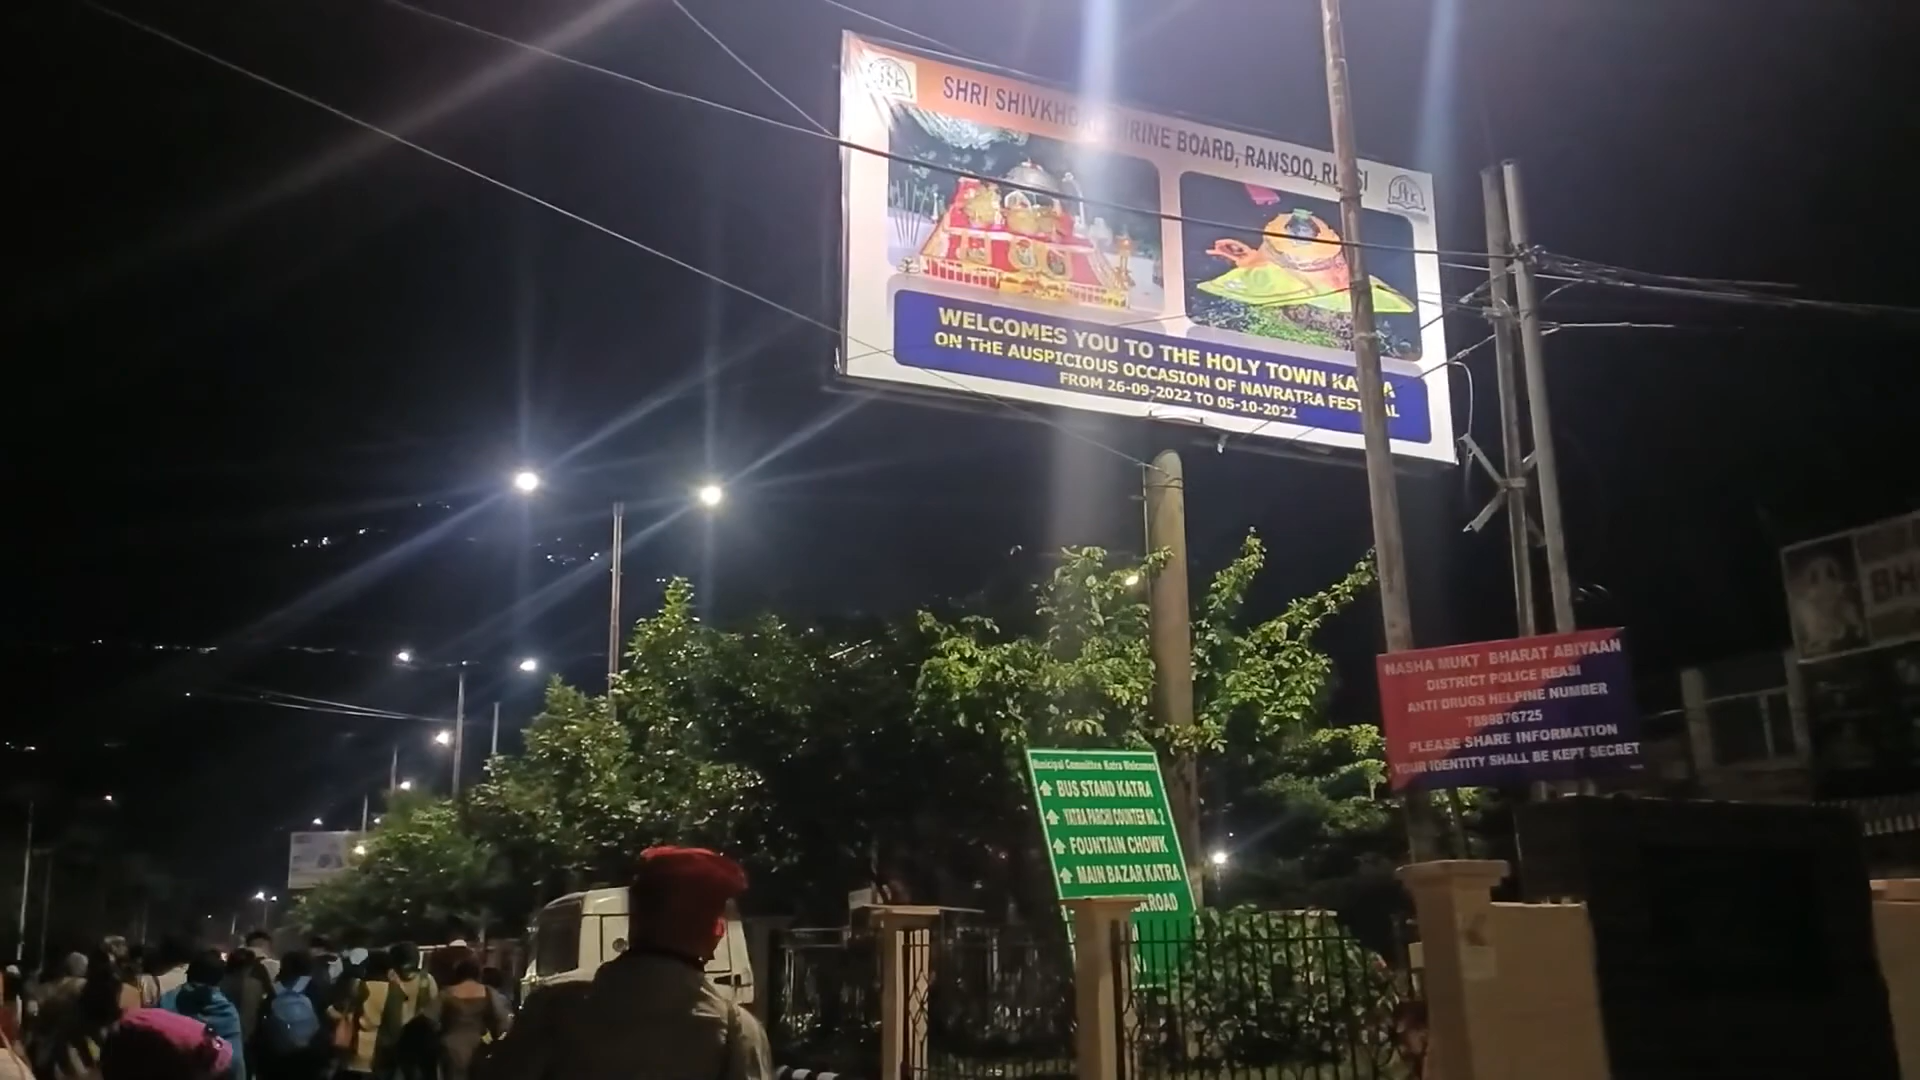 SHRI SHIVKHORI SHRINE BOARD, RANSOO, REASI
WELCOMES YOU TO THE HOLY TOWN KATRA
ON THE AUSPICIOUS OCCASION OF NAVRATRA FESTIVAL
FROM 26-09-2022 TO 05-10-2022
NASHA MUKT BHARAT ABIYAAN
DISTRICT POLICE REASI
ANTI DRUGS HELPINE NUMBER
7889876725
PLEASE SHARE INFORMATION
YOUR IDENTITY SHALL BE KEPT SECRET
Municipal Committee Katra Welcomes
BUS STAND KATRA
YATRA PARCHI COUNTER NO. 2
FOUNTAIN CHOWK
MAIN BAZAR KATRA
ROAD
BH